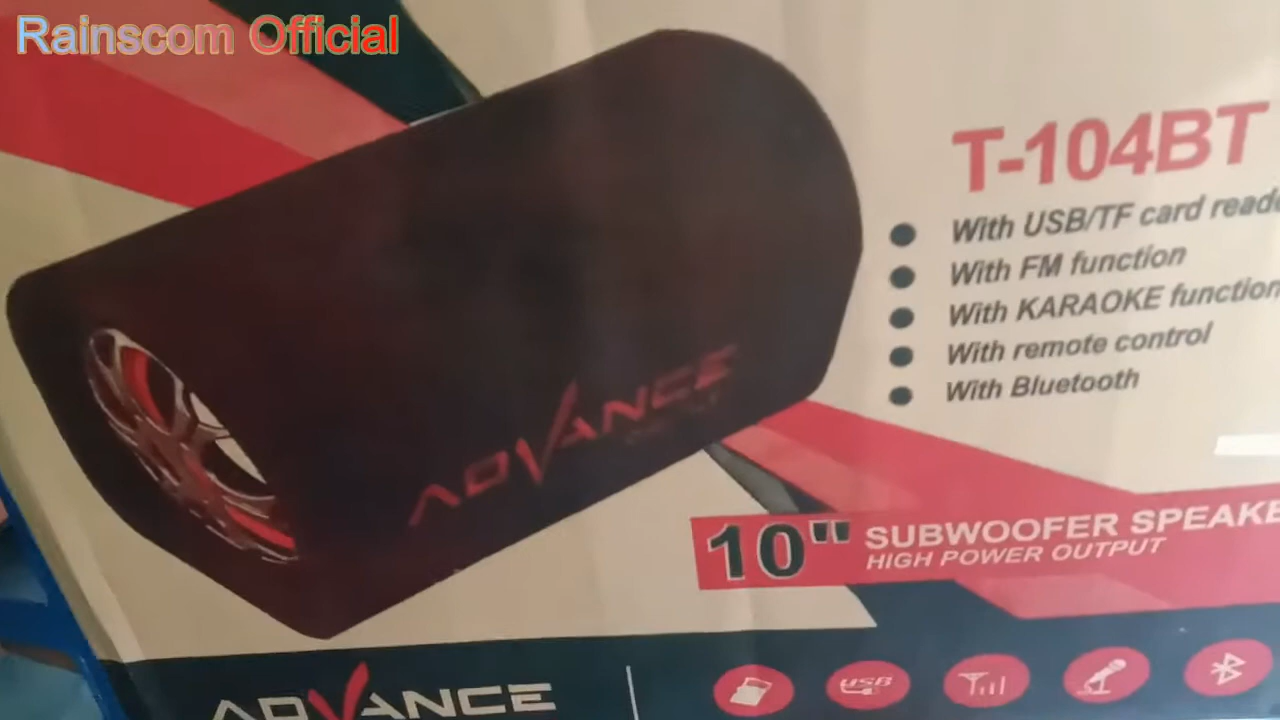 Rainscom Official
T-104BT
With USB/TF card reade
With FM function
With KARAOKE function
With remote control
With Bluetooth
ADVANCE
10" SUBWOOFER SPEAKE
HIGH POWER OUTPUT
ADVANCE
USB